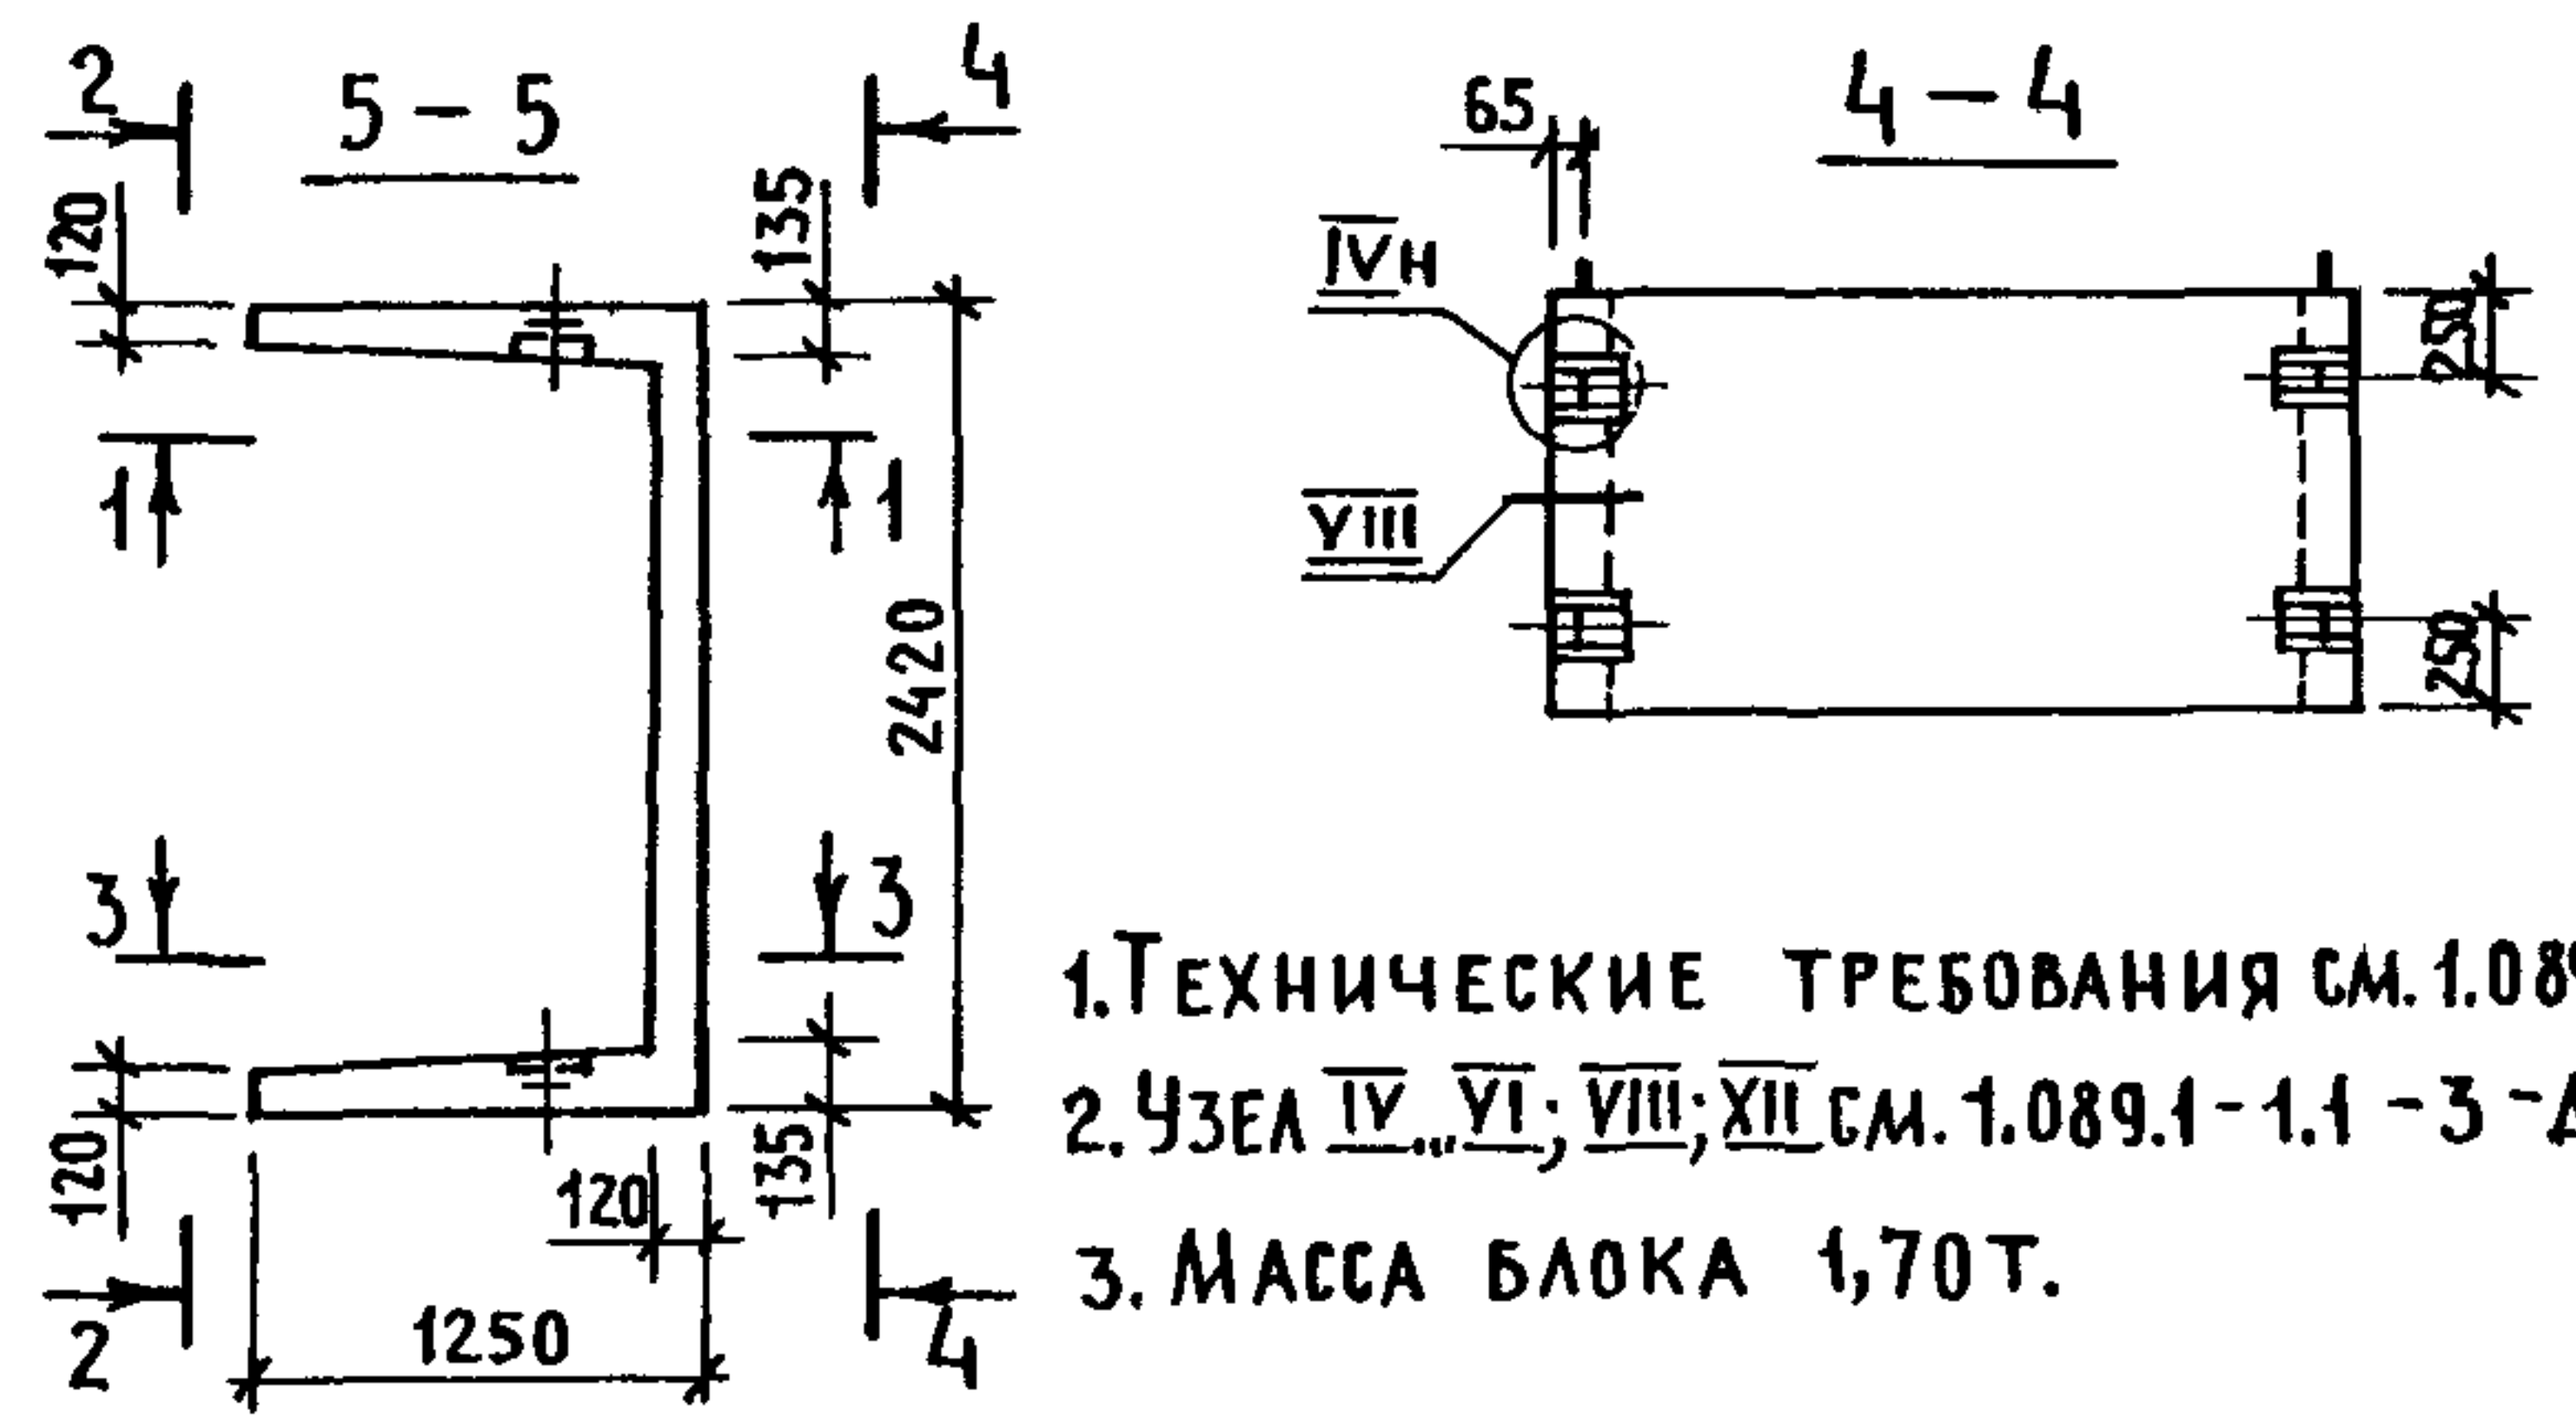 2
5 - 5
4
120
135
1
1
2420
3
3
120
135
120
1250
2
4
4 - 4
65
IVн
250
VIII
250
1. Технические требования см. 1.089
2. Узел IV...VI; VIII; XII см. 1.089.1-1.1-3-
3. Масса блока 1,70 т.